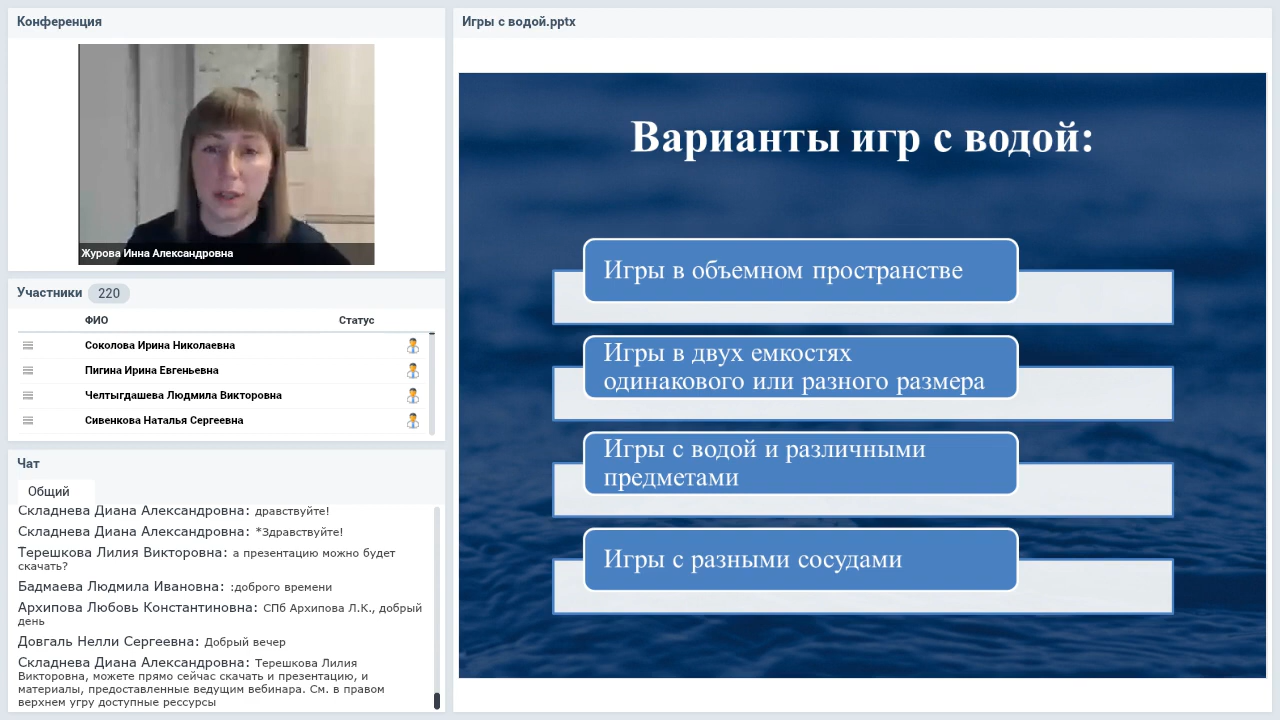 Конференция
Журова Инна Александровна
Участники 220
ФИО Статус
Соколова Ирина Николаевна
Пигина Ирина Евгеньевна
Челтыгдашева Людмила Викторовна
Сивенкова Наталья Сергеевна
Чат
Общий
Складнева Диана Александровна: дравствуйте!
Складнева Диана Александровна: *Здравствуйте!
Терешкова Лилия Викторовна: а презентацию можно будет
скачать?
Бадмаева Людмила Ивановна: :доброго времени
Архипова Любовь Константиновна: СПб Архипова Л.К., добрый
день
Довгаль Нелли Сергеевна: Добрый вечер
Складнева Диана Александровна: Терешкова Лилия
Викторовна, можете прямо сейчас скачать и презентацию, и
материалы, предоставленные ведущим вебинара. См. в правом
верхнем угру доступные рессурсы
Игры с водой.pptx
Варианты игр с водой:
Игры в объемном пространстве
Игры в двух емкостях
одинакового или разного размера
Игры с водой и различными
предметами
Игры с разными сосудами